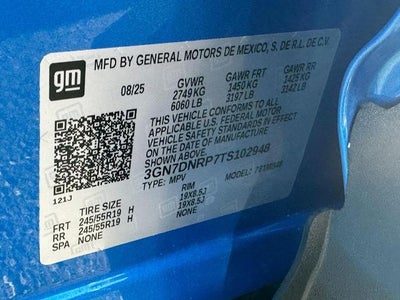 gm
MFD BY GENERAL MOTORS DE MEXICO, S. DE R.L. DE C.V.
08/25 GVWR GAWR FRT GAWR RR
2749 KG 1450 KG 1425 KG
6060 LB 3197 LB 3142 LB
THIS VEHICLE CONFORMS TO ALL
APPLICABLE U.S. FEDERAL MOTOR
VEHICLE SAFETY STANDARDS IN
EFFECT ON THE DATE OF
MANUFACTURE SHOWN ABOVE.
3GN7DNRP7TS102948
TYPE: MPV MODEL:
121J
TIRE SIZE RIM
FRT 245/55R19 H 19X8.5J
RR 245/55R19 H 19X8.5J
SPA NONE NONE